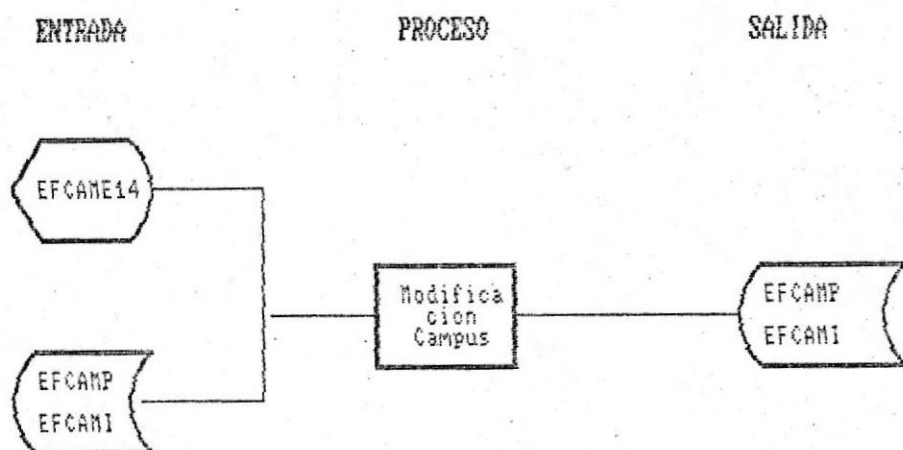 ENTRADA PROCESO SALIDA
EFCAME14
EFCAMP
EFCAMI
Modifica
cion
Campus
EFCAMP
EFCAMI